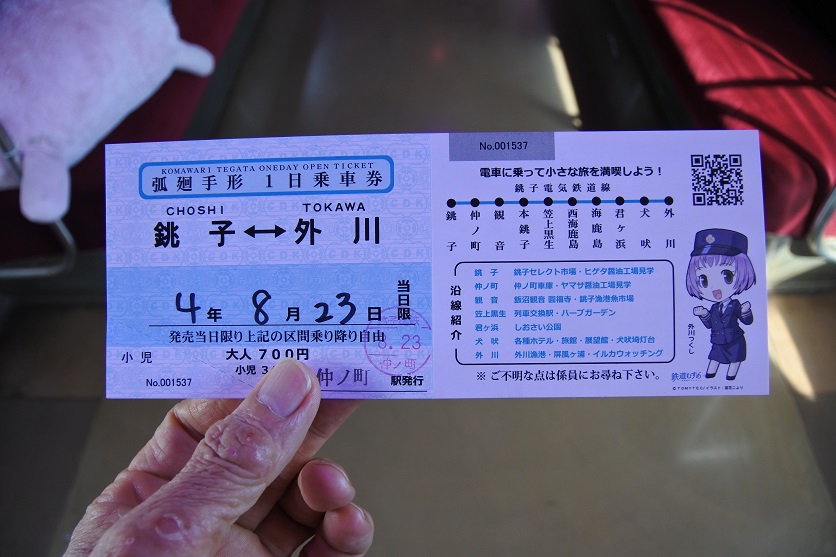 KOMAWARI TEGATA ONEDAY OPEN TICKET
弧廻手形 1日乗車券
CHOSHI TOKAWA
銚子↔外川
4年 8月 23日 当日限
発売当日限り上記の区間乗り降り自由
小児 大人 700円
小児 3
No.001537 仲ノ町 駅発行
8.23
仲ノ町
No.001537
電車に乗って小さな旅を満喫しよう！
銚子電気鉄道線
銚子
仲ノ町
観音
本銚子
笠上黒生
西海鹿島
海鹿島
君ヶ浜
犬吠
外川
沿線紹介
銚子 銚子セレクト市場・ヒゲタ醤油工場見学
仲ノ町 仲ノ町車庫・ヤマサ醤油工場見学
観音 飯沼観音 圓福寺・銚子漁港魚市場
笠上黒生 列車交換駅・ハーブガーデン
君ヶ浜 しおさい公園
犬吠 各種ホテル・旅館・展望館・犬吠埼灯台
外川 外川漁港・屏風ヶ浦・イルカウォッチング
※ ご不明な点は係員にお尋ね下さい。
外川つくし
鉄道むすめ